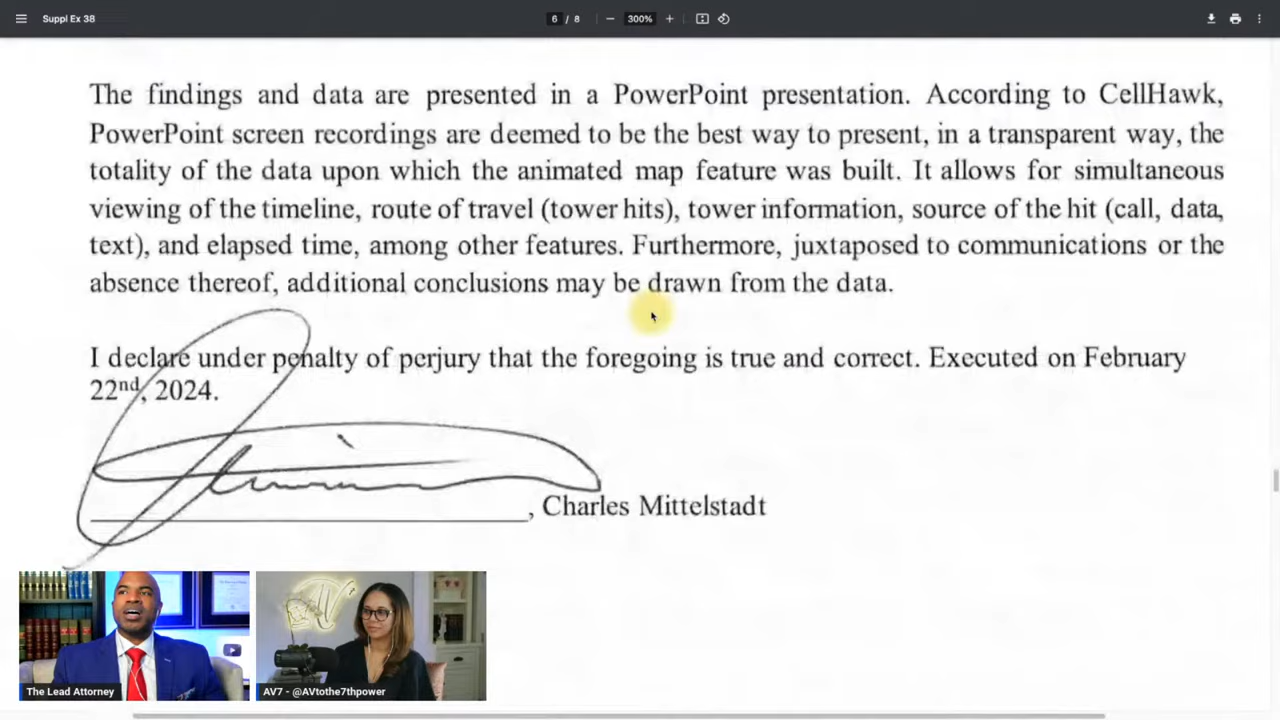 Suppl Ex 38
6 / 8
300%
The findings and data are presented in a PowerPoint presentation. According to CellHawk,
PowerPoint screen recordings are deemed to be the best way to present, in a transparent way, the
totality of the data upon which the animated map feature was built. It allows for simultaneous
viewing of the timeline, route of travel (tower hits), tower information, source of the hit (call, data,
text), and elapsed time, among other features. Furthermore, juxtaposed to communications or the
absence thereof, additional conclusions may be drawn from the data.
I declare under penalty of perjury that the foregoing is true and correct. Executed on February
22nd, 2024.
, Charles Mittelstadt
The Lead Attorney
AV7 - @AVtothe7thpower